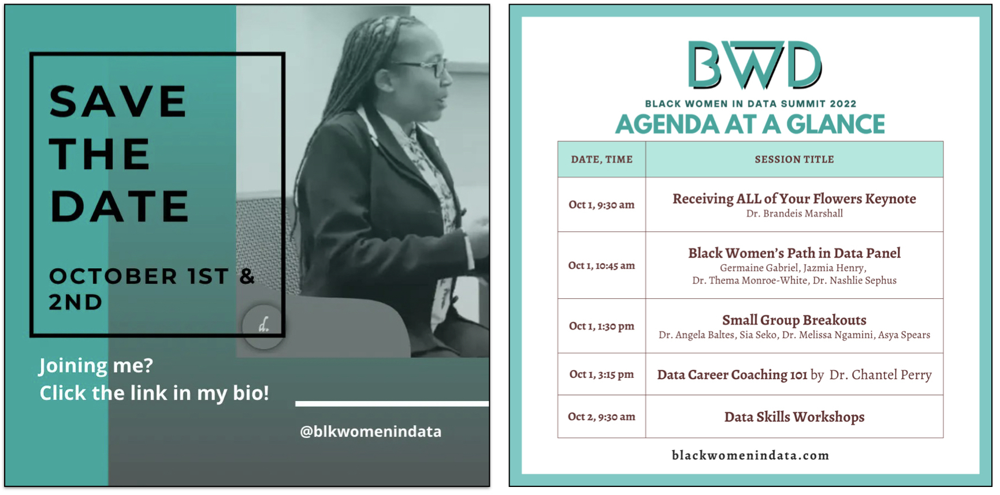 SAVE
THE
DATE
OCTOBER 1ST &
2ND
d.
Joining me?
Click the link in my bio!
@blkwomenindata
BWD
BLACK WOMEN IN DATA SUMMIT 2022
AGENDA AT A GLANCE
DATE, TIME
SESSION TITLE
Oct 1, 9:30 am
Receiving ALL of Your Flowers Keynote
Dr. Brandeis Marshall
Oct 1, 10:45 am
Black Women’s Path in Data Panel
Germaine Gabriel, Jazmia Henry,
Dr. Thema Monroe-White, Dr. Nashlie Sephus
Oct 1, 1:30 pm
Small Group Breakouts
Dr. Angela Baltes, Sia Seko, Dr. Melissa Ngamini, Asya Spears
Oct 1, 3:15 pm
Data Career Coaching 101 by Dr. Chantel Perry
Oct 2, 9:30 am
Data Skills Workshops
blackwomenindata.com